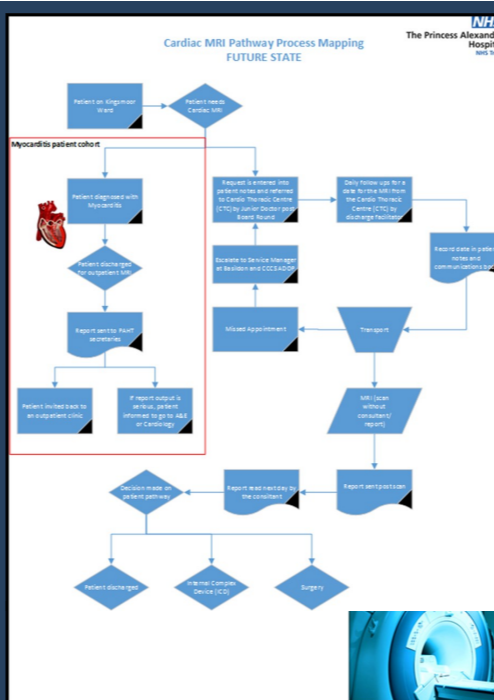 NHS
The Princess Alexand
Hospit
NHS Tr
Cardiac MRI Pathway Process Mapping
FUTURE STATE
Patient on Kingsmoor
Ward
Patient needs
Cardiac MRI
Myocarditis patient cohort
Patient diagnosed with
Myocarditis
Request is entered into
patient notes and referred
to Cardio Thoracic Centre
(CTC) by Junior Doctor post
Board Round
Daily follow ups for a
date for the MRI from
the Cardio Thoracic
Centre (CTC) by
discharge facilitator
Patient discharged
for outpatient MRI
Escalate to Service Manager
at Basildon and CCCS ADOP
Record date in patien
notes and
communications boo
Report sent to PAHT
secretaries
Missed Appointment
Transport
Patient invited back to
an outpatient clinic
If report output is
serious, patient
informed to go to A&E
or Cardiology
MRI (scan
without
consultant/
report)
Decision made on
patient pathway
Report read next day by
the consultant
Report sent post scan
Patient discharged
Internal Complex
Device (ICD)
Surgery